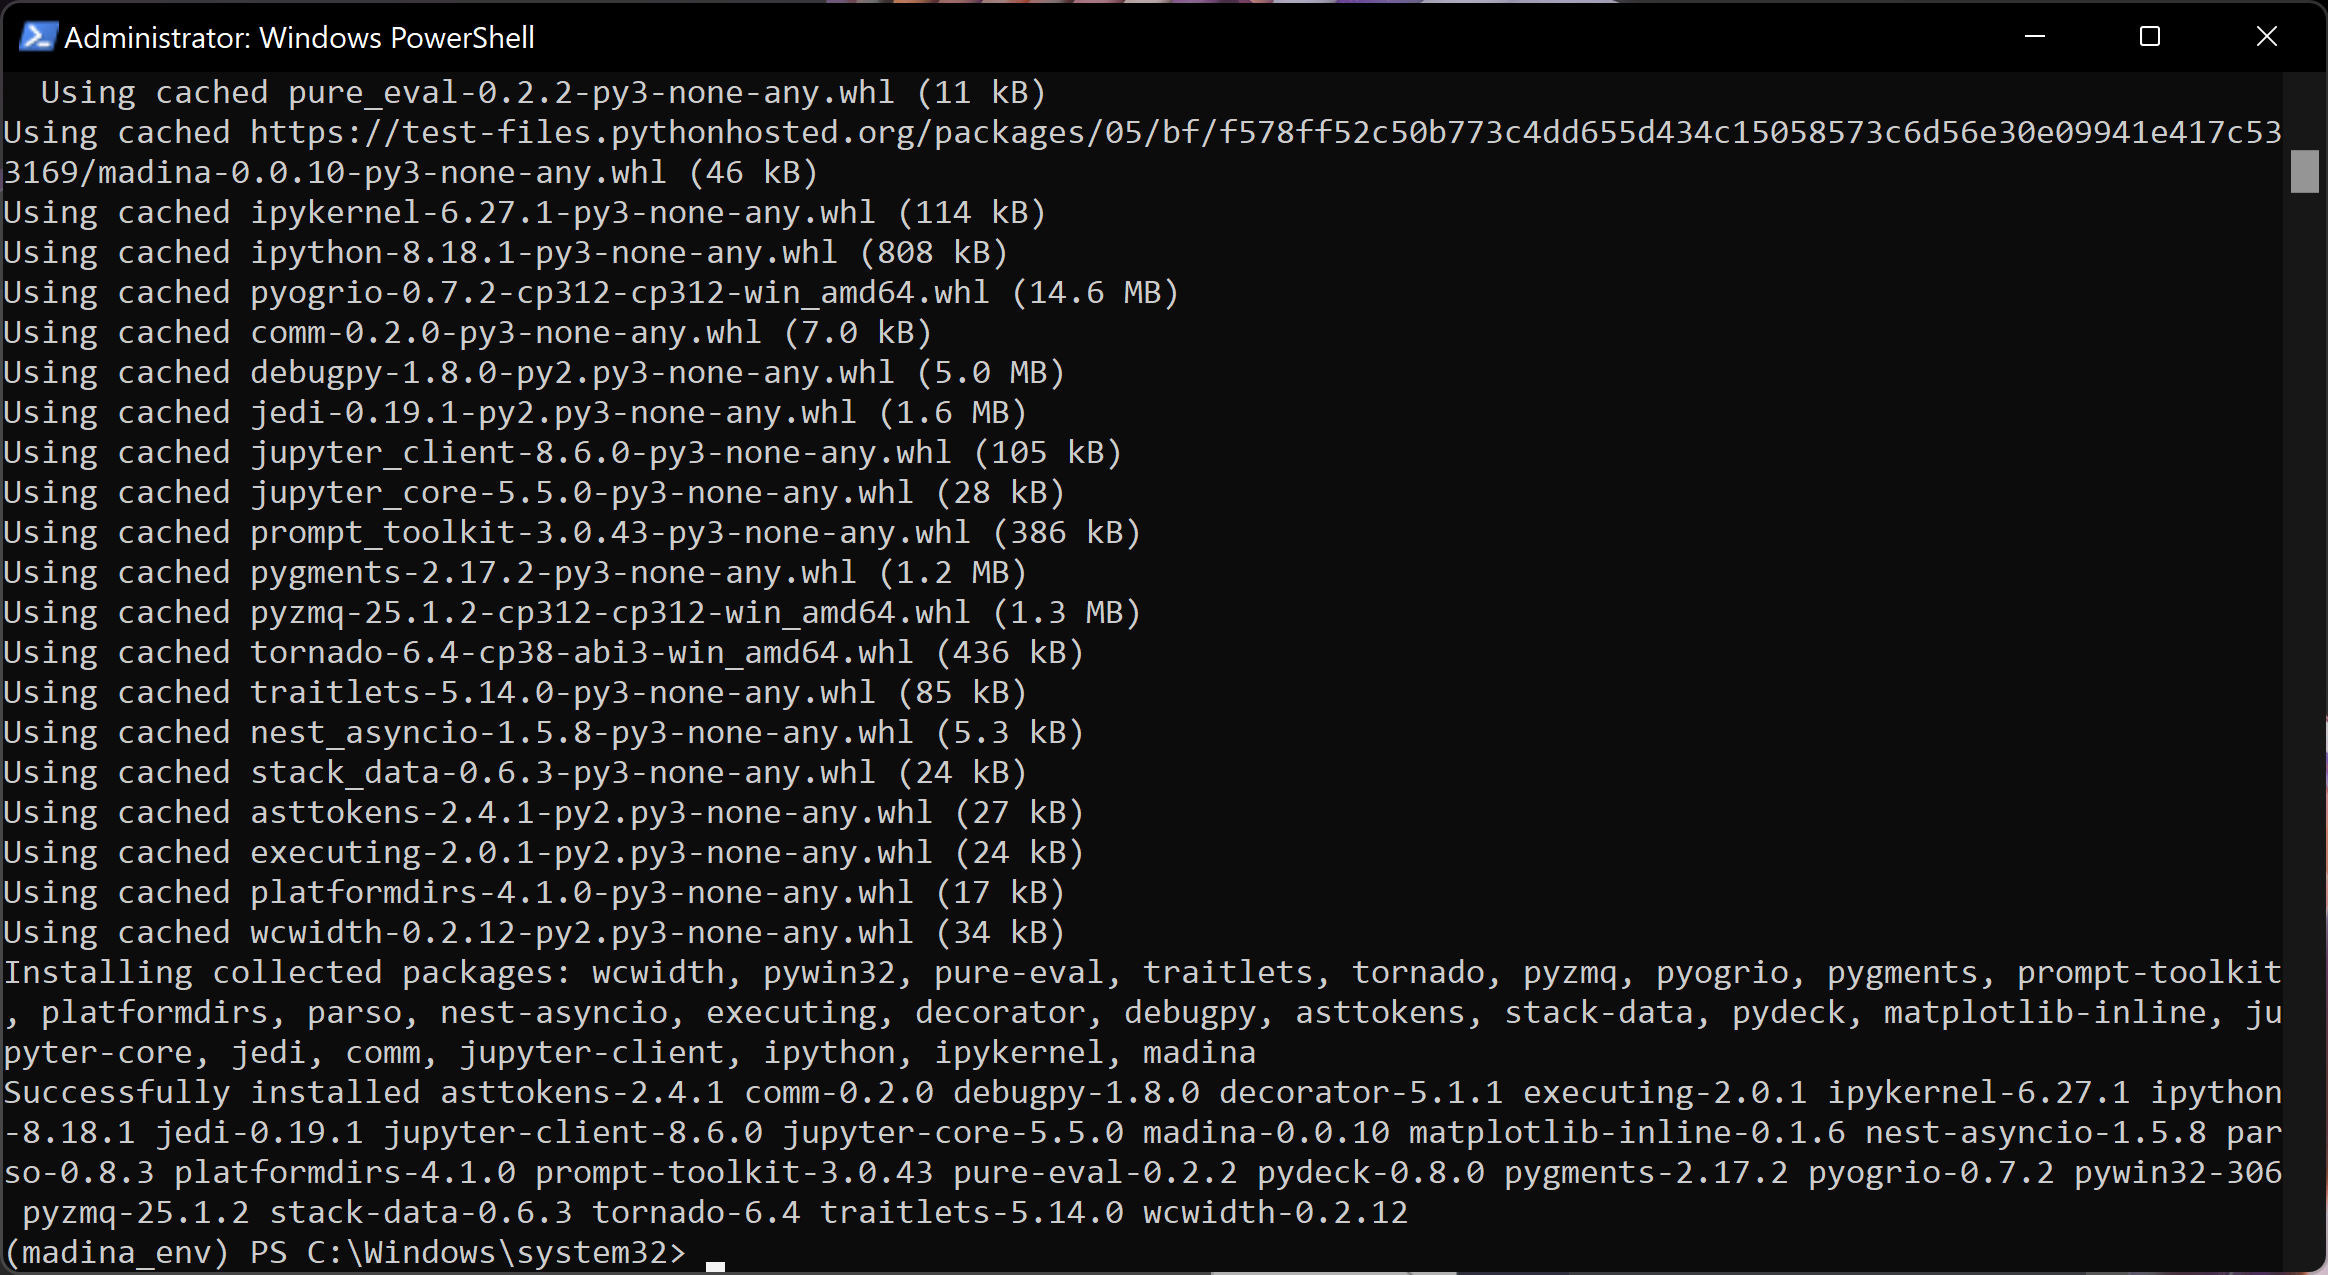 Administrator: Windows PowerShell
  Using cached pure_eval-0.2.2-py3-none-any.whl (11 kB)
Using cached https://test-files.pythonhosted.org/packages/05/bf/f578ff52c50b773c4dd655d434c15058573c6d56e30e09941e417c53
3169/madina-0.0.10-py3-none-any.whl (46 kB)
Using cached ipykernel-6.27.1-py3-none-any.whl (114 kB)
Using cached ipython-8.18.1-py3-none-any.whl (808 kB)
Using cached pyogrio-0.7.2-cp312-cp312-win_amd64.whl (14.6 MB)
Using cached comm-0.2.0-py3-none-any.whl (7.0 kB)
Using cached debugpy-1.8.0-py2.py3-none-any.whl (5.0 MB)
Using cached jedi-0.19.1-py2.py3-none-any.whl (1.6 MB)
Using cached jupyter_client-8.6.0-py3-none-any.whl (105 kB)
Using cached jupyter_core-5.5.0-py3-none-any.whl (28 kB)
Using cached prompt_toolkit-3.0.43-py3-none-any.whl (386 kB)
Using cached pygments-2.17.2-py3-none-any.whl (1.2 MB)
Using cached pyzmq-25.1.2-cp312-cp312-win_amd64.whl (1.3 MB)
Using cached tornado-6.4-cp38-abi3-win_amd64.whl (436 kB)
Using cached traitlets-5.14.0-py3-none-any.whl (85 kB)
Using cached nest_asyncio-1.5.8-py3-none-any.whl (5.3 kB)
Using cached stack_data-0.6.3-py3-none-any.whl (24 kB)
Using cached asttokens-2.4.1-py2.py3-none-any.whl (27 kB)
Using cached executing-2.0.1-py2.py3-none-any.whl (24 kB)
Using cached platformdirs-4.1.0-py3-none-any.whl (17 kB)
Using cached wcwidth-0.2.12-py2.py3-none-any.whl (34 kB)
Installing collected packages: wcwidth, pywin32, pure-eval, traitlets, tornado, pyzmq, pyogrio, pygments, prompt-toolkit
, platformdirs, parso, nest-asyncio, executing, decorator, debugpy, asttokens, stack-data, pydeck, matplotlib-inline, ju
pyter-core, jedi, comm, jupyter-client, ipython, ipykernel, madina
Successfully installed asttokens-2.4.1 comm-0.2.0 debugpy-1.8.0 decorator-5.1.1 executing-2.0.1 ipykernel-6.27.1 ipython
-8.18.1 jedi-0.19.1 jupyter-client-8.6.0 jupyter-core-5.5.0 madina-0.0.10 matplotlib-inline-0.1.6 nest-asyncio-1.5.8 par
so-0.8.3 platformdirs-4.1.0 prompt-toolkit-3.0.43 pure-eval-0.2.2 pydeck-0.8.0 pygments-2.17.2 pyogrio-0.7.2 pywin32-306
 pyzmq-25.1.2 stack-data-0.6.3 tornado-6.4 traitlets-5.14.0 wcwidth-0.2.12
(madina_env) PS C:\Windows\system32>